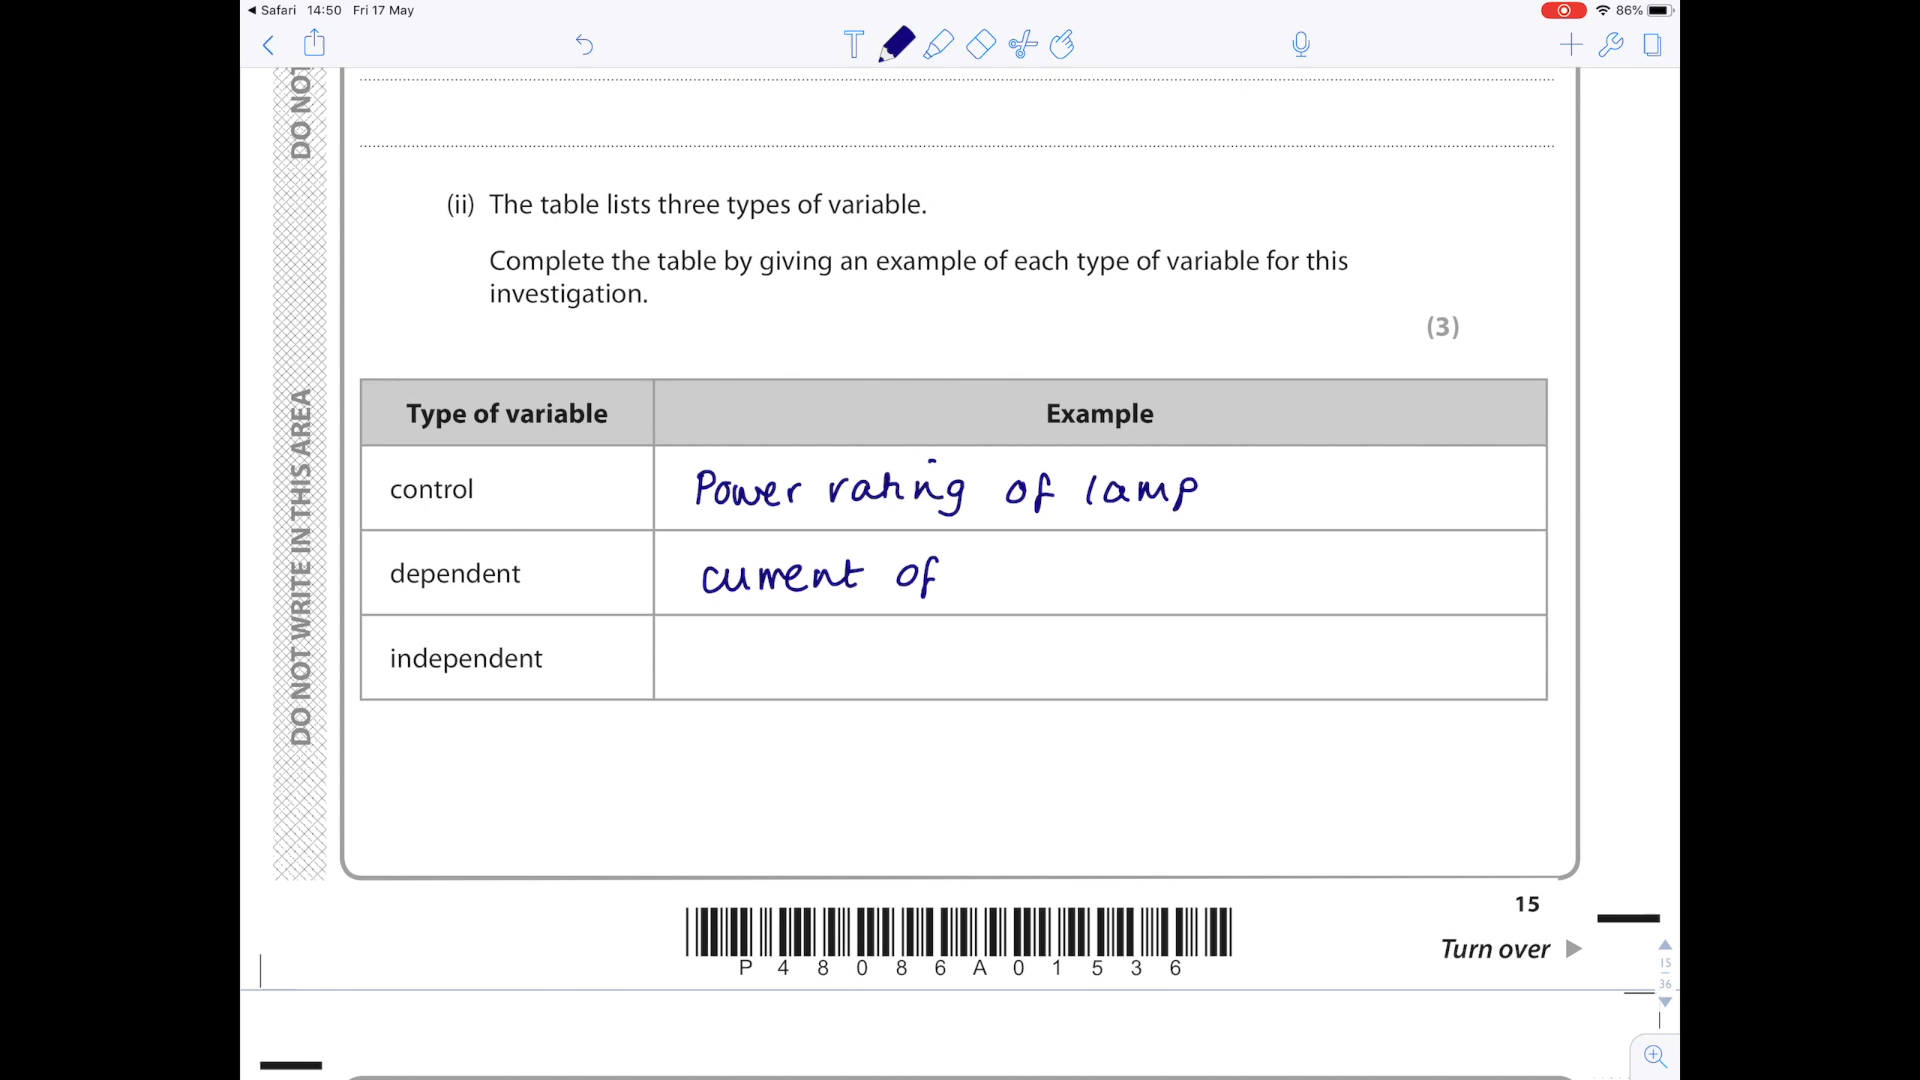 Safari 14:50 Fri 17 May
86%
DO NOT
(ii) The table lists three types of variable.
Complete the table by giving an example of each type of variable for this
investigation.
(3)
Type of variable Example
control Power rating of lamp
dependent current of
independent
DO NOT WRITE IN THIS AREA
15
Turn over
P 4 8 0 8 6 A 0 1 5 3 6
15
36